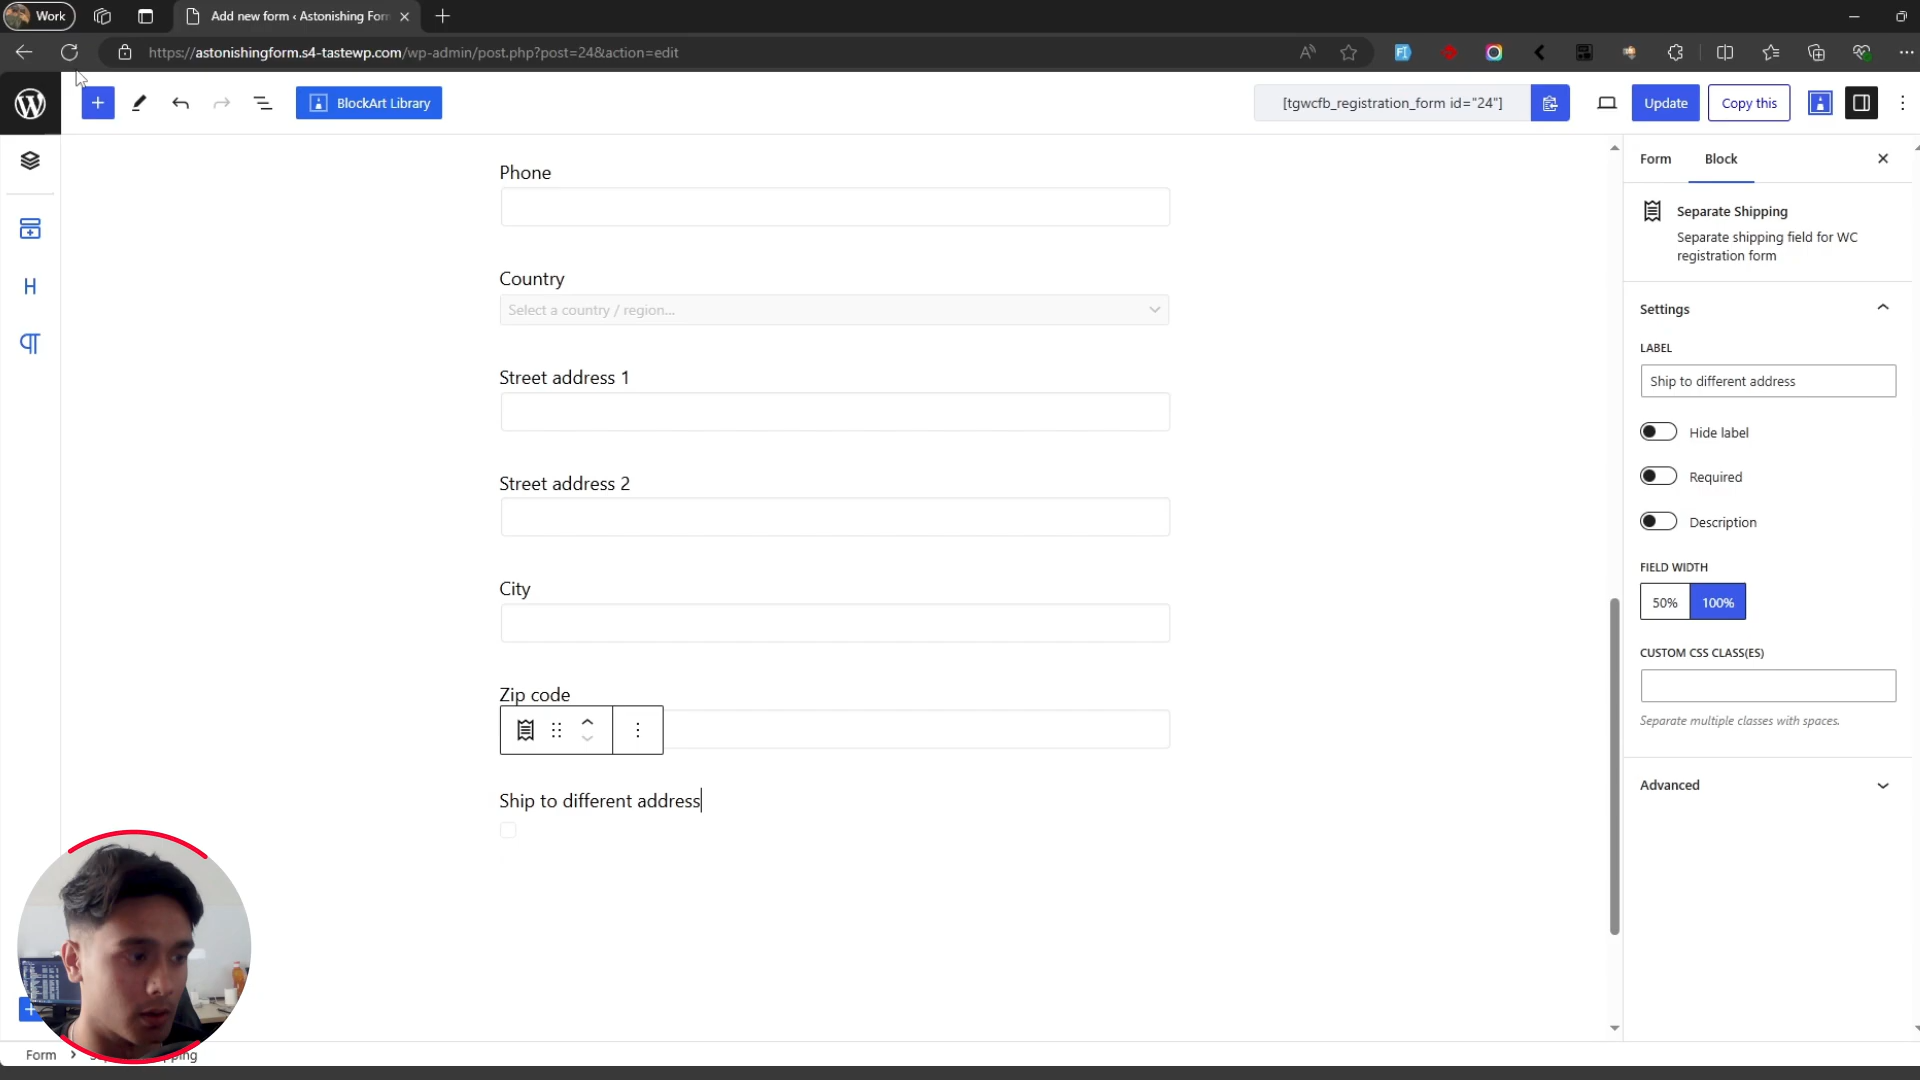 Work
Add new form ‹ Astonishing For
https://astonishingform.s4-tastewp.com/wp-admin/post.php?post=24&action=edit
BlockArt Library
[tgwcfb_registration_form id="24"]
Update
Copy this
Form
Block
Separate Shipping
Separate shipping field for WC
registration form
Settings
LABEL
Ship to different address
Hide label
Required
Description
FIELD WIDTH
50%
100%
CUSTOM CSS CLASS(ES)
Separate multiple classes with spaces.
Advanced
Phone
Country
Select a country / region...
Street address 1
Street address 2
City
Zip code
Ship to different address
Form